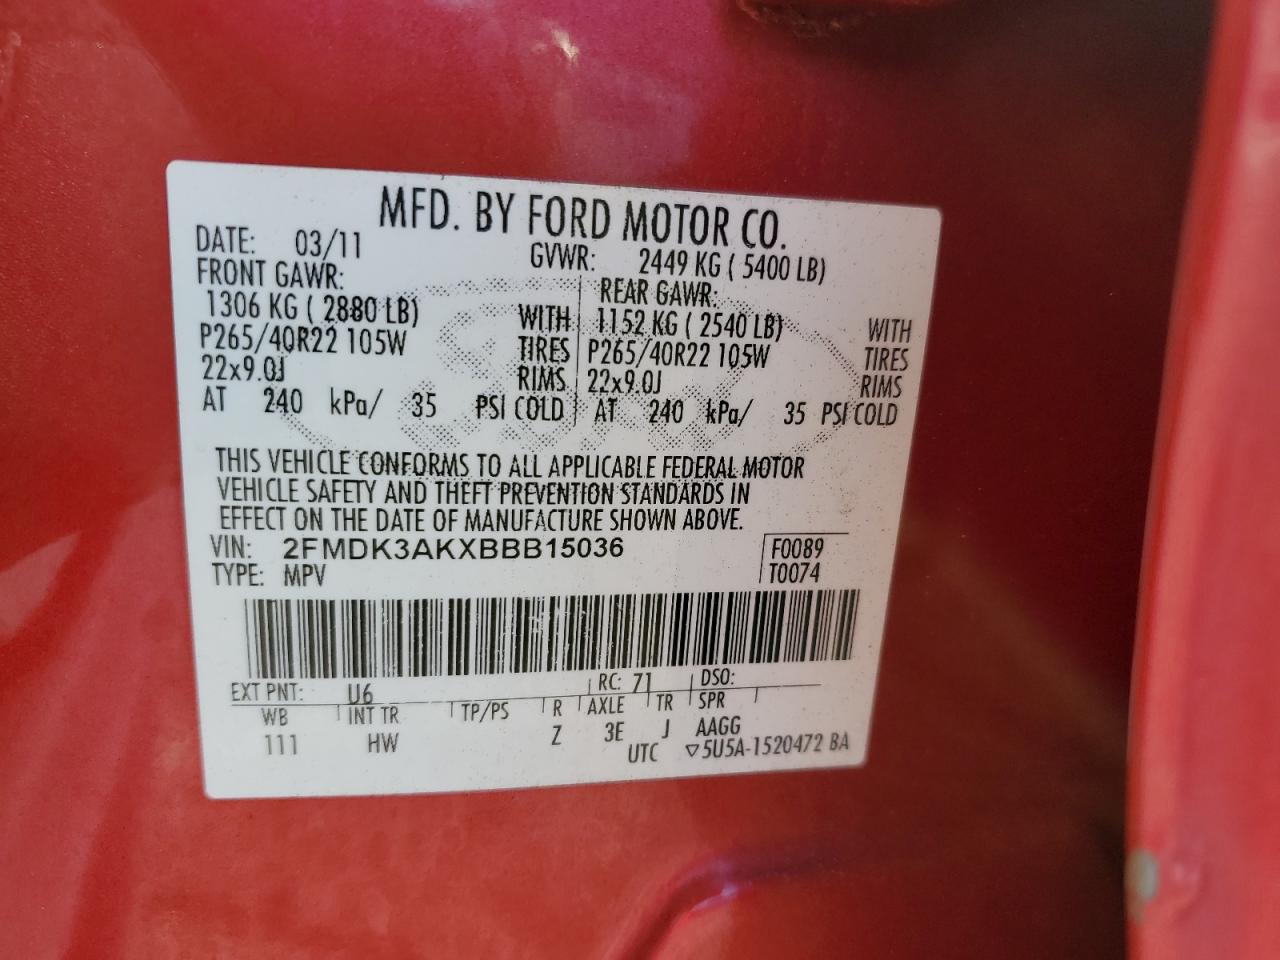 MFD. BY FORD MOTOR CO.
DATE: 03/11 GVWR: 2449 KG ( 5400 LB)
FRONT GAWR: REAR GAWR:
1306 KG ( 2880 LB) WITH 1152 KG ( 2540 LB) WITH
P265/40R22 105W TIRES P265/40R22 105W TIRES
22x9.0J RIMS 22x9.0J RIMS
AT 240 kPa/ 35 PSI COLD AT 240 kPa/ 35 PSI COLD
THIS VEHICLE CONFORMS TO ALL APPLICABLE FEDERAL MOTOR
VEHICLE SAFETY AND THEFT PREVENTION STANDARDS IN
EFFECT ON THE DATE OF MANUFACTURE SHOWN ABOVE.
VIN: 2FMDK3AKXBBB15036 F0089
TYPE: MPV T0074
EXT PNT: U6 RC: 71 DSO:
WB INT TR TP/PS R AXLE TR SPR
111 HW Z 3E J AAGG
UTC ▽5U5A-1520472 BA